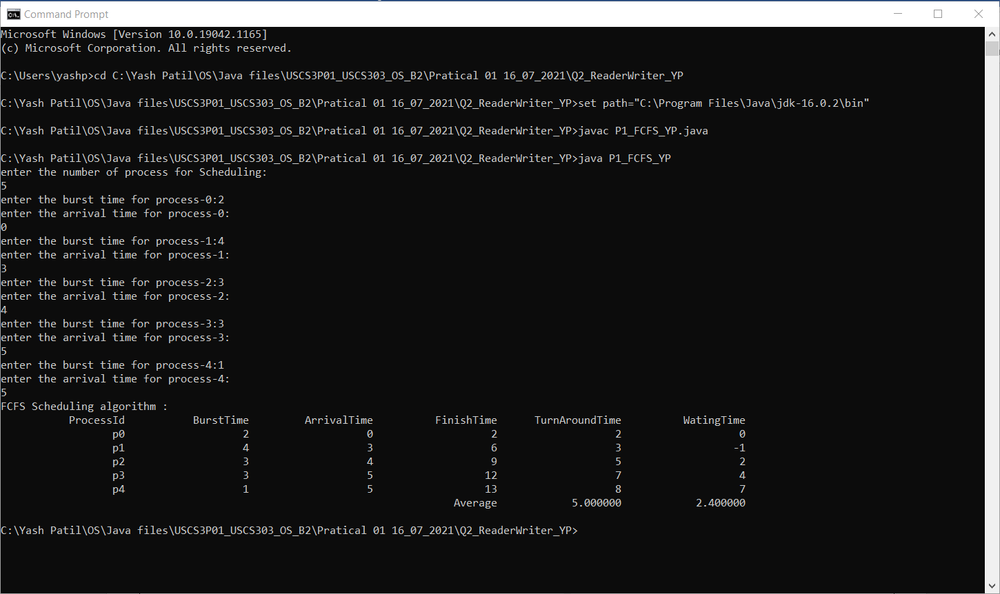 Command Prompt
Microsoft Windows [Version 10.0.19042.1165]
(c) Microsoft Corporation. All rights reserved.
C:\Users\yashp>cd C:\Yash Patil\OS\Java files\USCS3P01_USCS303_OS_B2\Pratical 01 16_07_2021\Q2_ReaderWriter_YP
C:\Yash Patil\OS\Java files\USCS3P01_USCS303_OS_B2\Pratical 01 16_07_2021\Q2_ReaderWriter_YP>set path="C:\Program Files\Java\jdk-16.0.2\bin"
C:\Yash Patil\OS\Java files\USCS3P01_USCS303_OS_B2\Pratical 01 16_07_2021\Q2_ReaderWriter_YP>javac P1_FCFS_YP.java
C:\Yash Patil\OS\Java files\USCS3P01_USCS303_OS_B2\Pratical 01 16_07_2021\Q2_ReaderWriter_YP>java P1_FCFS_YP
enter the number of process for Scheduling:
5
enter the burst time for process-0:2
enter the arrival time for process-0:
0
enter the burst time for process-1:4
enter the arrival time for process-1:
3
enter the burst time for process-2:3
enter the arrival time for process-2:
4
enter the burst time for process-3:3
enter the arrival time for process-3:
5
enter the burst time for process-4:1
enter the arrival time for process-4:
5
FCFS Scheduling algorithm :
ProcessId BurstTime ArrivalTime FinishTime TurnAroundTime WatingTime
p0 2 0 2 2 0
p1 4 3 6 3 -1
p2 3 4 9 5 2
p3 3 5 12 7 4
p4 1 5 13 8 7
Average 5.000000 2.400000
C:\Yash Patil\OS\Java files\USCS3P01_USCS303_OS_B2\Pratical 01 16_07_2021\Q2_ReaderWriter_YP>